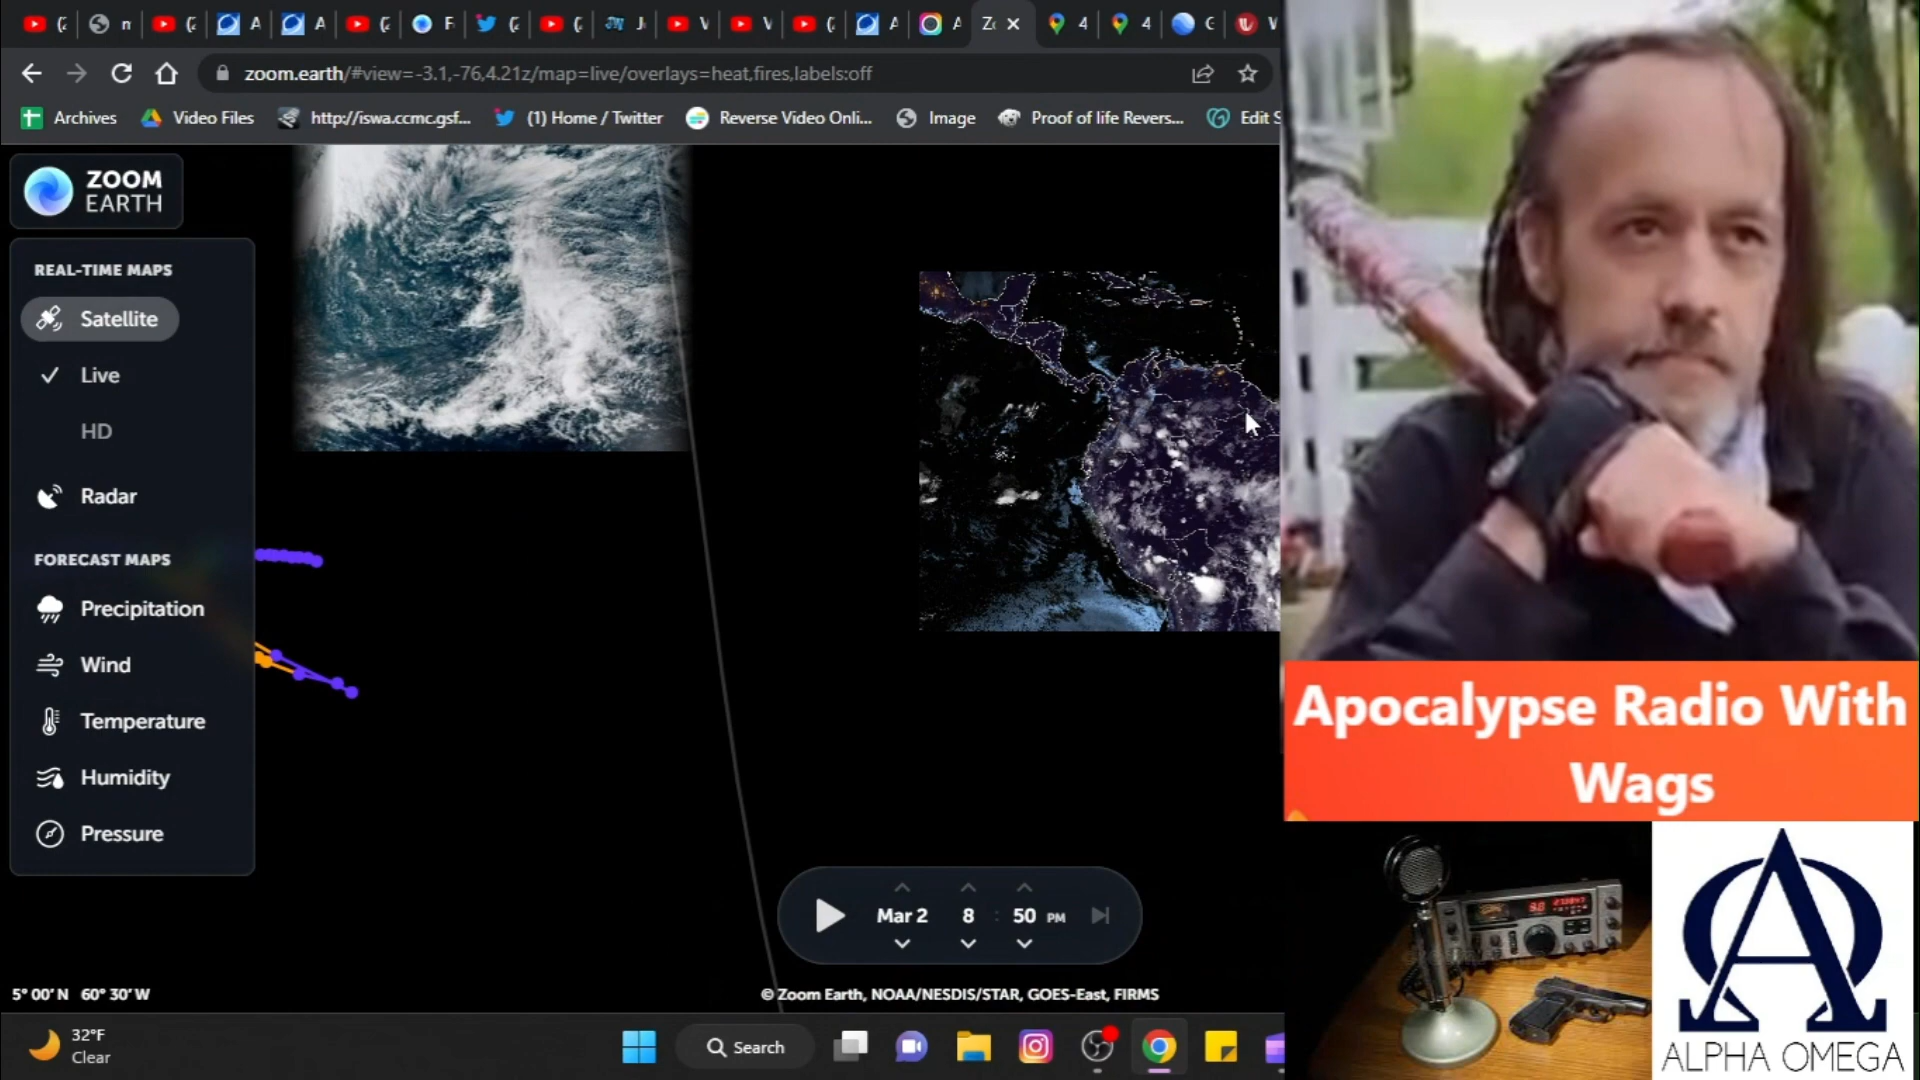 zoom.earth/#view=-3.1,-76,4.21z/map=live/overlays=heat,fires,labels:off
Archives
Video Files
http://iswa.ccmc.gsf...
(1) Home / Twitter
Reverse Video Onli...
Image
Proof of life Revers...
Edit S
ZOOM
EARTH
REAL-TIME MAPS
Satellite
Live
HD
Radar
FORECAST MAPS
Precipitation
Wind
Temperature
Humidity
Pressure
Mar 2 8 : 50 PM
5° 00' N 60° 30' W
© Zoom Earth, NOAA/NESDIS/STAR, GOES-East, FIRMS
32°F
Clear
Search
Apocalypse Radio With
Wags
ALPHA OMEGA